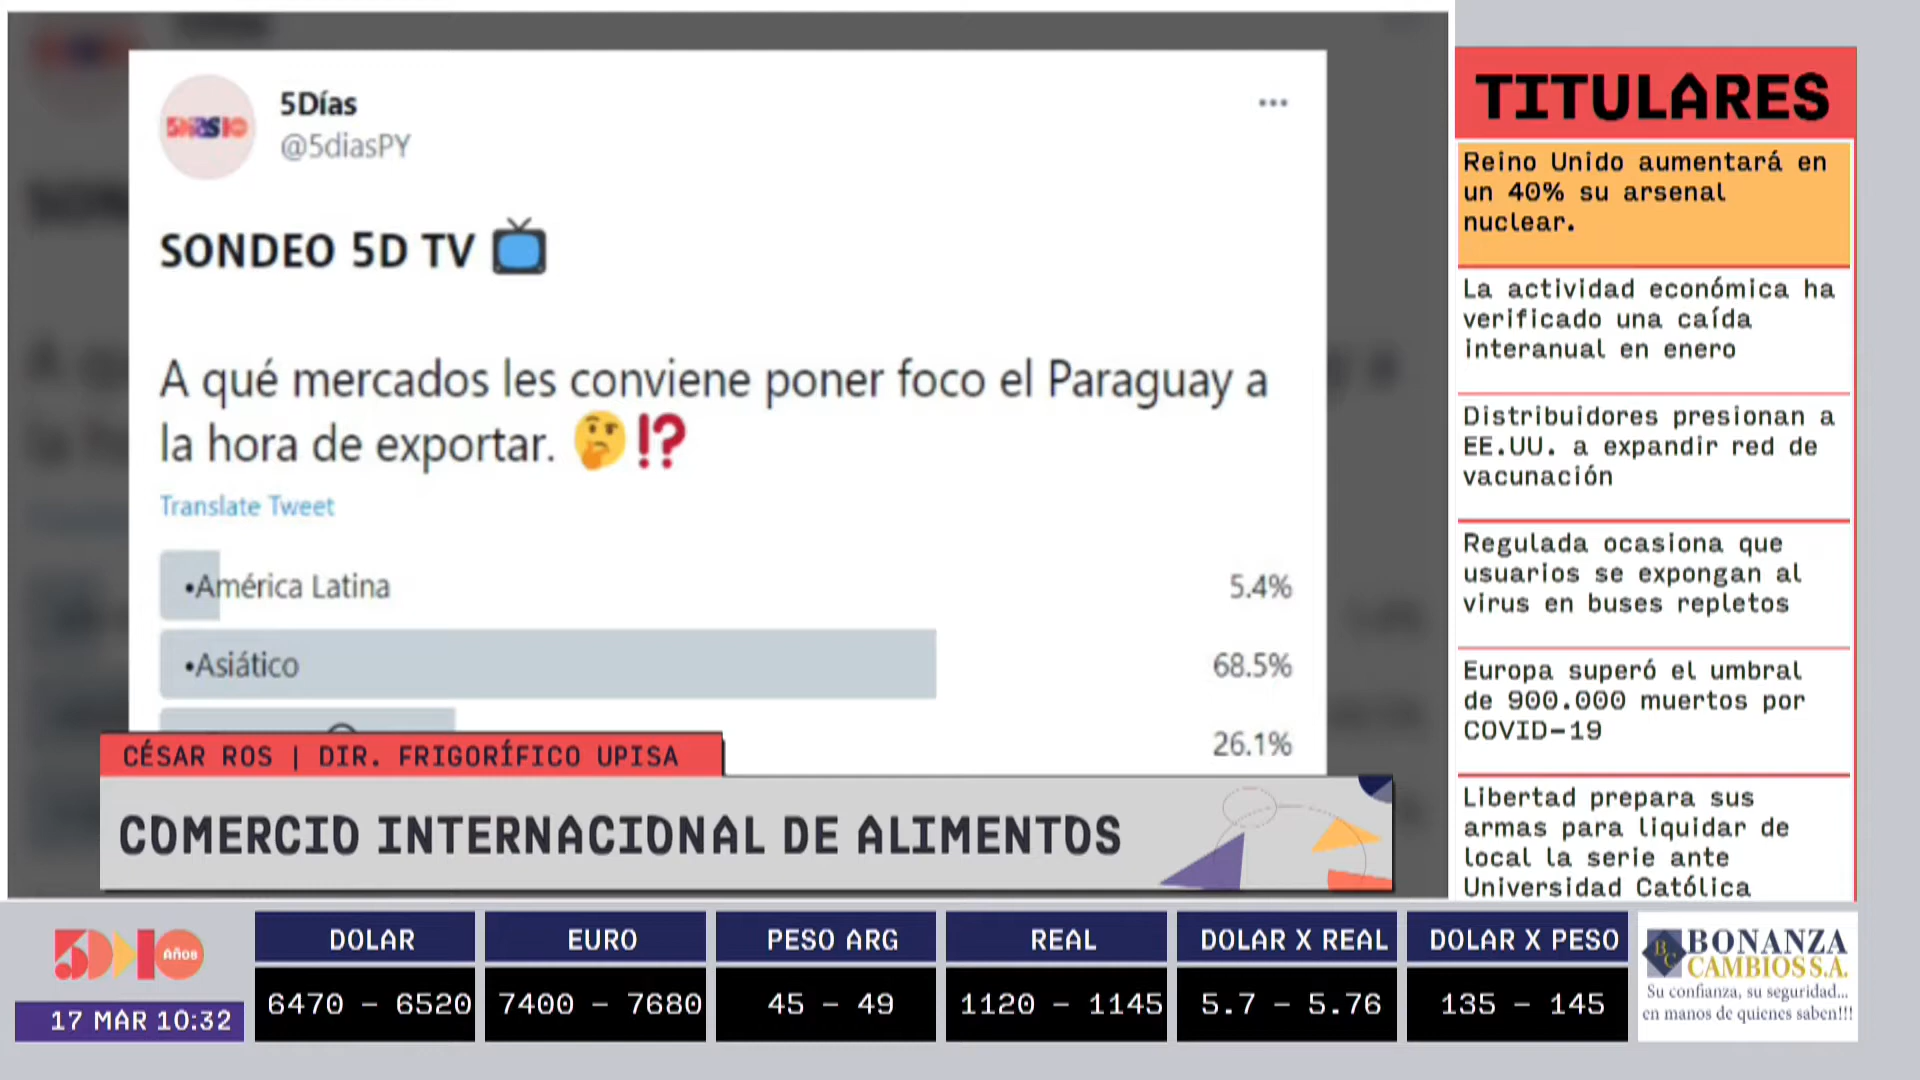 5Días
@5diasPY
SONDEO 5D TV
A qué mercados les conviene poner foco el Paraguay a
la hora de exportar.
Translate Tweet
•América Latina 5.4%
•Asiático 68.5%
26.1%
CÉSAR ROS | DIR. FRIGORÍFICO UPISA
COMERCIO INTERNACIONAL DE ALIMENTOS
TITULARES
Reino Unido aumentará en
un 40% su arsenal
nuclear.
La actividad económica ha
verificado una caída
interanual en enero
Distribuidores presionan a
EE.UU. a expandir red de
vacunación
Regulada ocasiona que
usuarios se expongan al
virus en buses repletos
Europa superó el umbral
de 900.000 muertos por
COVID-19
Libertad prepara sus
armas para liquidar de
local la serie ante
Universidad Católica
5D10 Años
17 MAR 10:32
DOLAR
6470 - 6520
EURO
7400 - 7680
PESO ARG
45 - 49
REAL
1120 - 1145
DOLAR X REAL
5.7 - 5.76
DOLAR X PESO
135 - 145
BC BONANZA
CAMBIOS S.A.
Su confianza, su seguridad...
en manos de quienes saben!!!